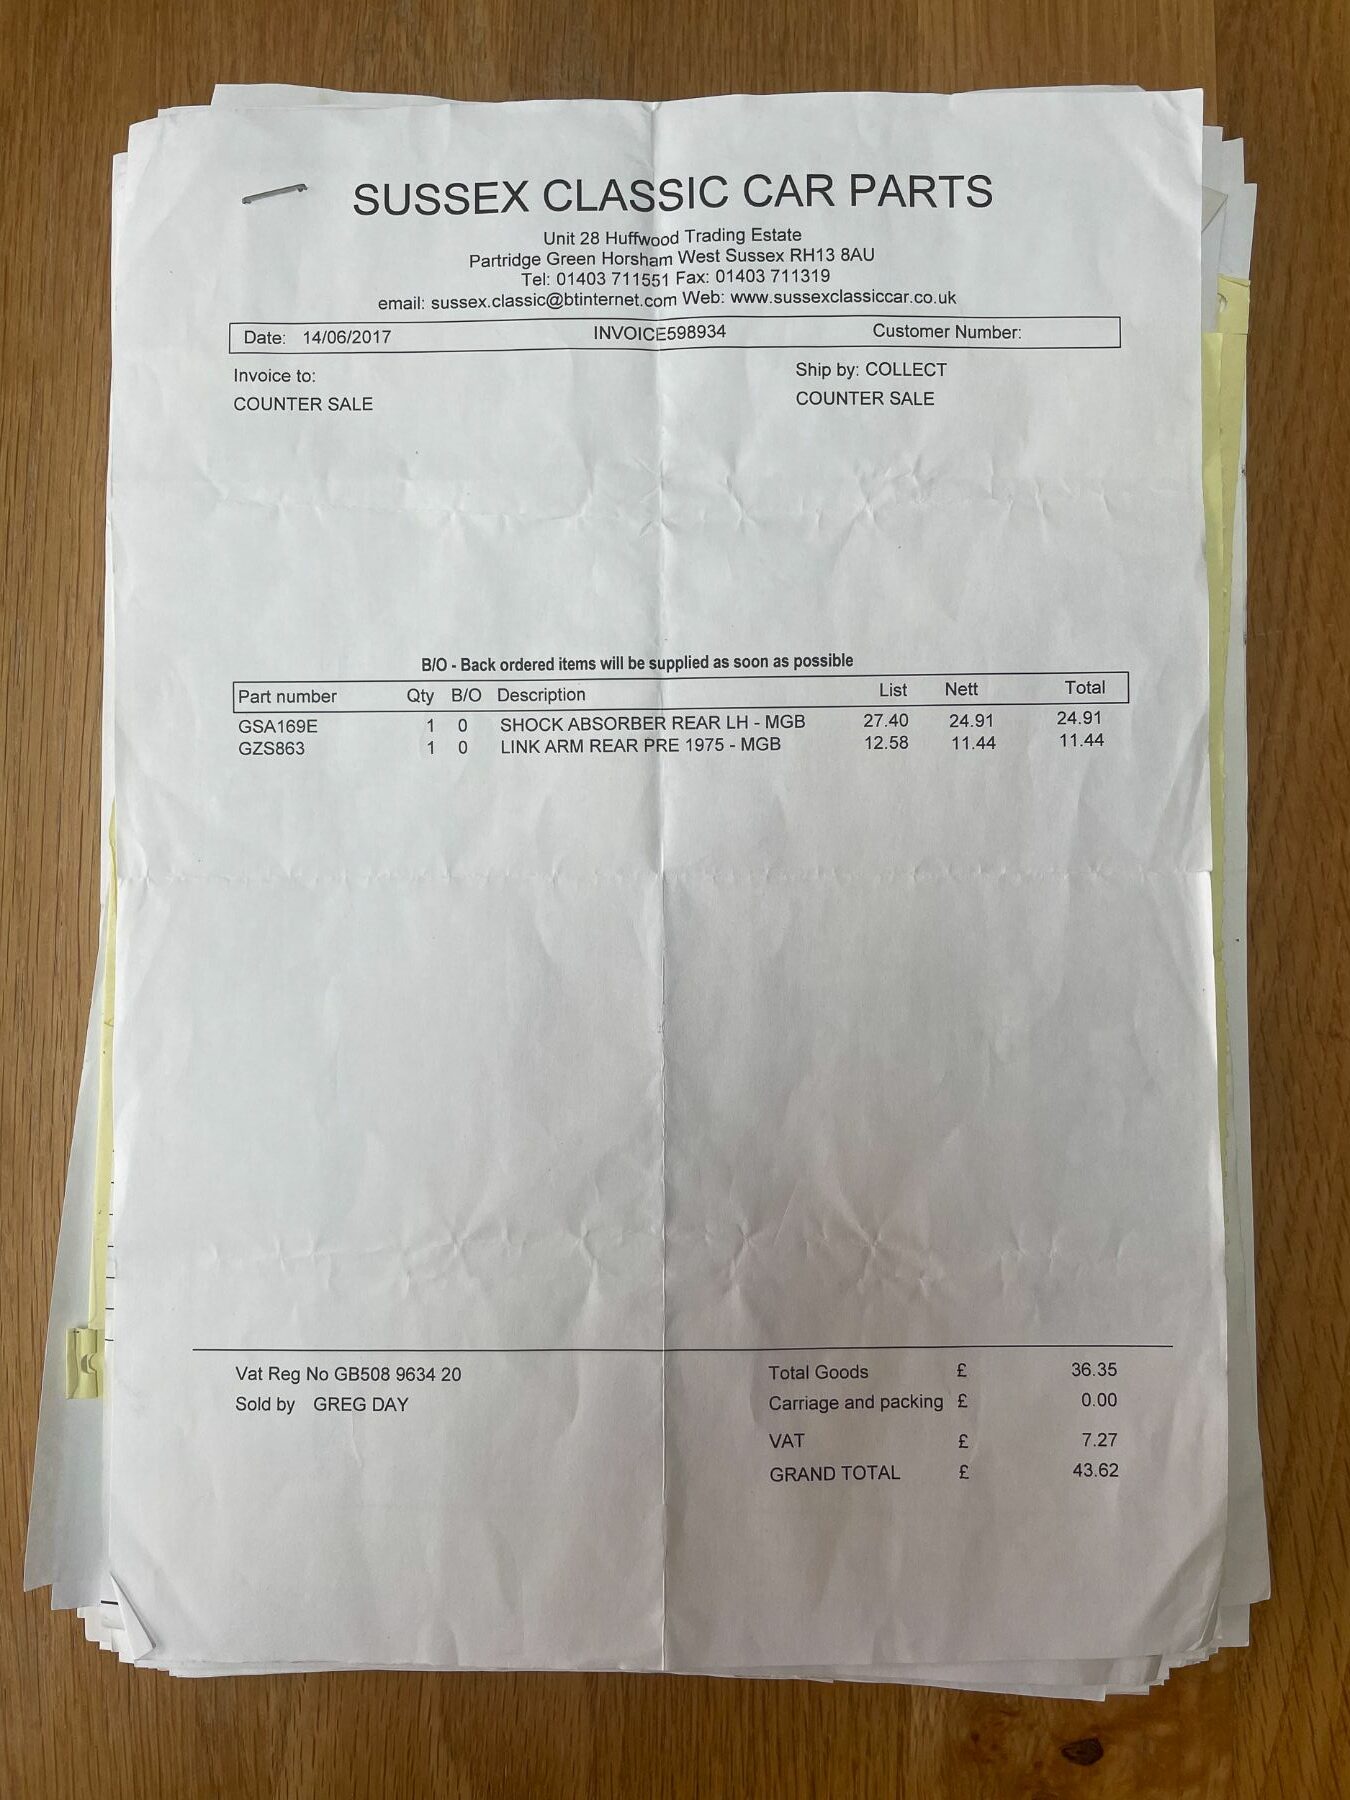 SUSSEX CLASSIC CAR PARTS
Unit 28 Huffwood Trading Estate
Partridge Green Horsham West Sussex RH13 8AU
Tel: 01403 711551 Fax: 01403 711319
email: sussex.classic@btinternet.com Web: www.sussexclassiccar.co.uk
Date: 14/06/2017 INVOICE598934 Customer Number:
Invoice to: Ship by: COLLECT
COUNTER SALE COUNTER SALE
B/O - Back ordered items will be supplied as soon as possible
Part number Qty B/O Description List Nett Total
GSA169E 1 0 SHOCK ABSORBER REAR LH - MGB 27.40 24.91 24.91
GZS863 1 0 LINK ARM REAR PRE 1975 - MGB 12.58 11.44 11.44
Vat Reg No GB508 9634 20 Total Goods £ 36.35
Sold by GREG DAY Carriage and packing £ 0.00
VAT £ 7.27
GRAND TOTAL £ 43.62